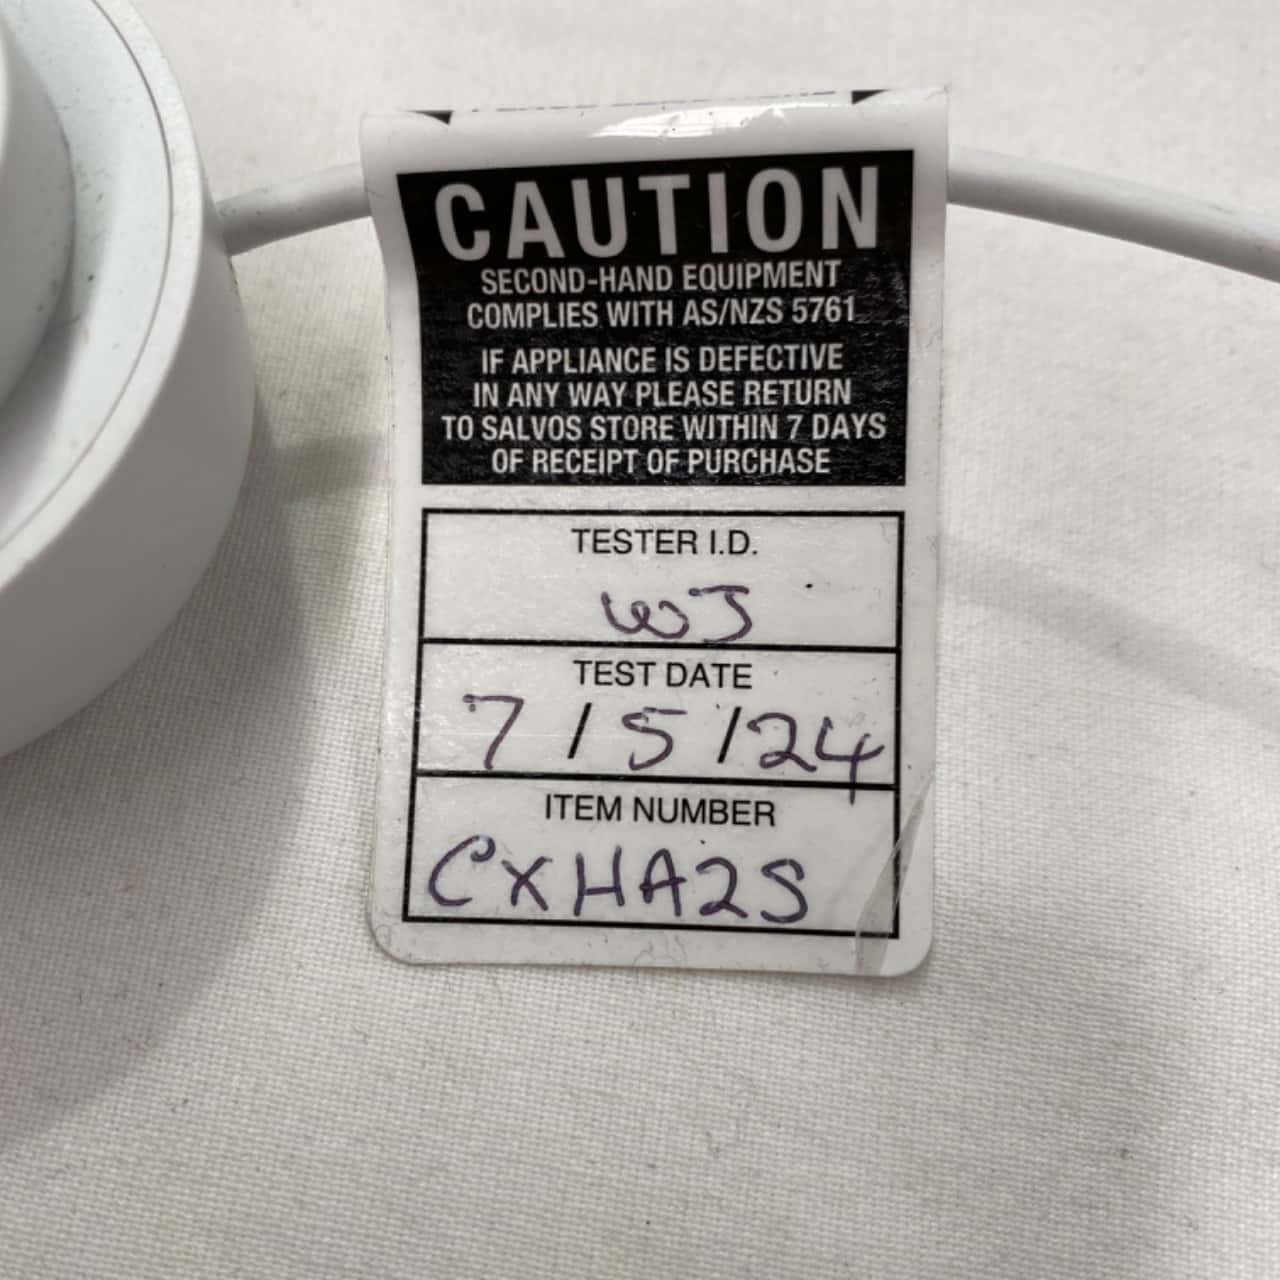 CAUTION
SECOND-HAND EQUIPMENT
COMPLIES WITH AS/NZS 5761
IF APPLIANCE IS DEFECTIVE
IN ANY WAY PLEASE RETURN
TO SALVOS STORE WITHIN 7 DAYS
OF RECEIPT OF PURCHASE
TESTER I.D.
WJ
TEST DATE
7/5/24
ITEM NUMBER
CXHA2S